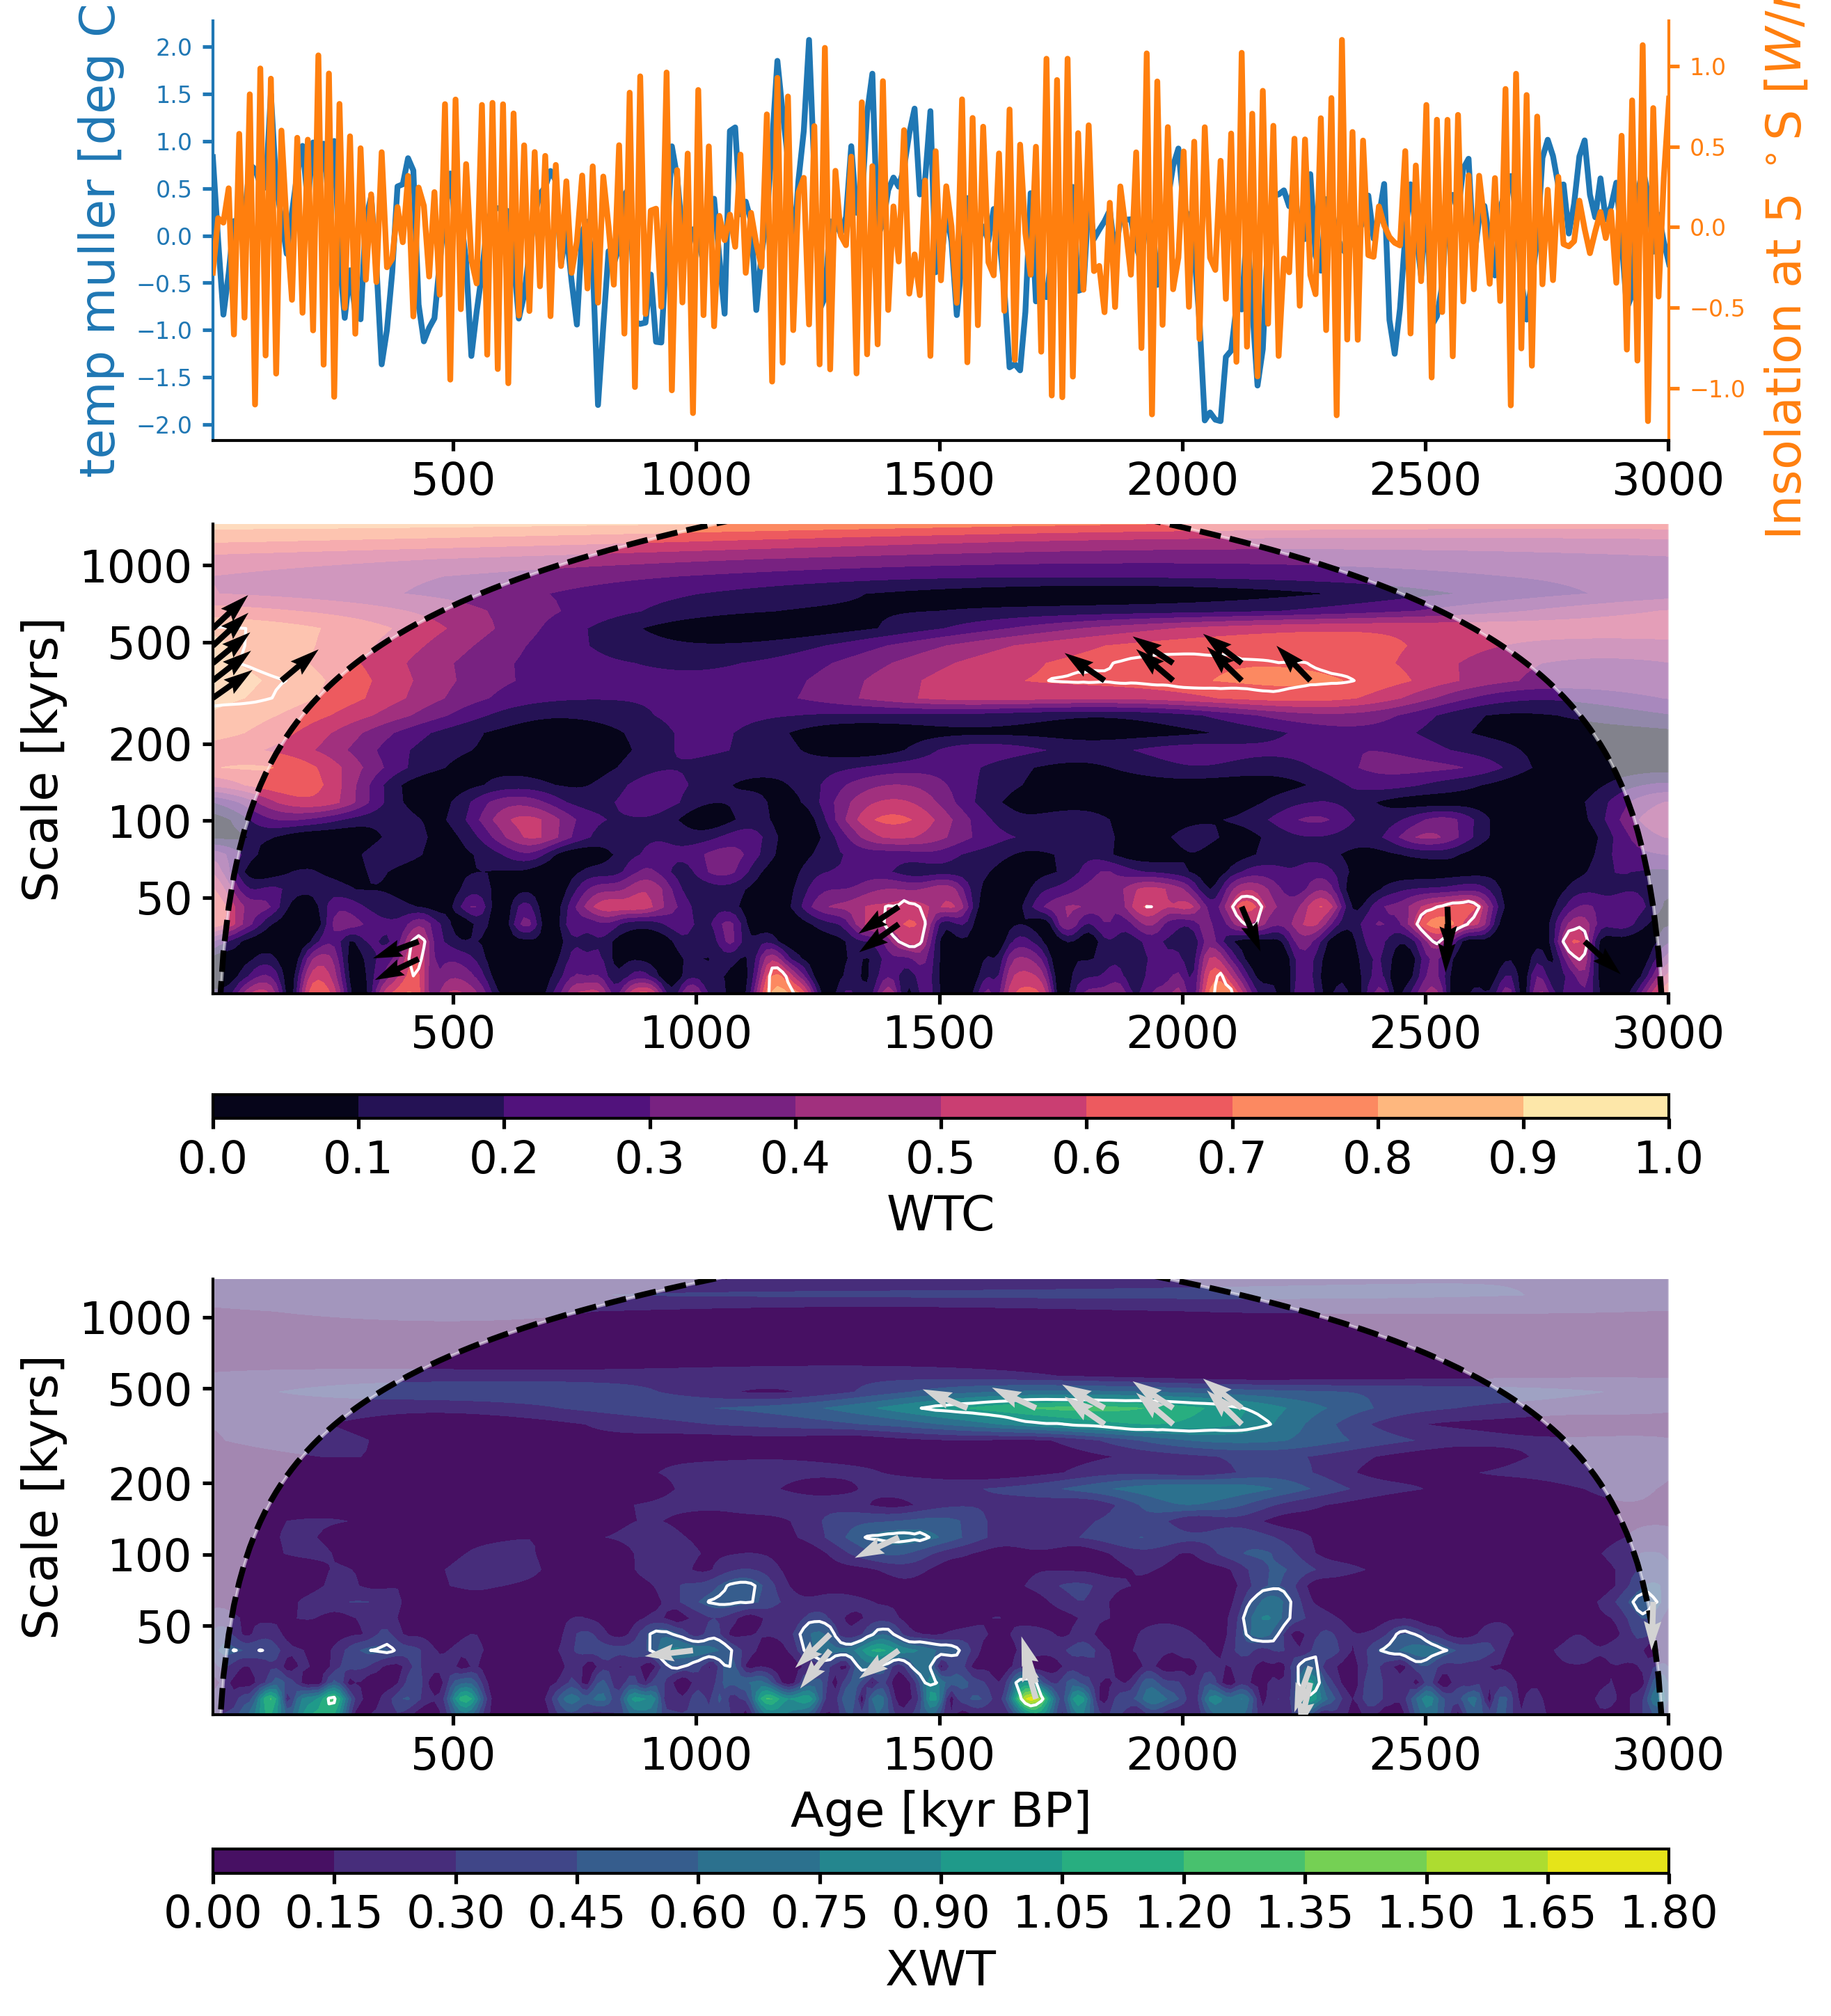 temp muller [deg C
2.0
1.5
1.0
0.5
0.0
−0.5
−1.0
−1.5
−2.0
1.0
0.5
0.0
−0.5
−1.0
Insolation at 5 °S [W/
500 1000 1500 2000 2500 3000
Scale [kyrs]
1000
500
200
100
50
500 1000 1500 2000 2500 3000
0.0 0.1 0.2 0.3 0.4 0.5 0.6 0.7 0.8 0.9 1.0
WTC
Scale [kyrs]
1000
500
200
100
50
500 1000 1500 2000 2500 3000
Age [kyr BP]
0.00 0.15 0.30 0.45 0.60 0.75 0.90 1.05 1.20 1.35 1.50 1.65 1.80
XWT